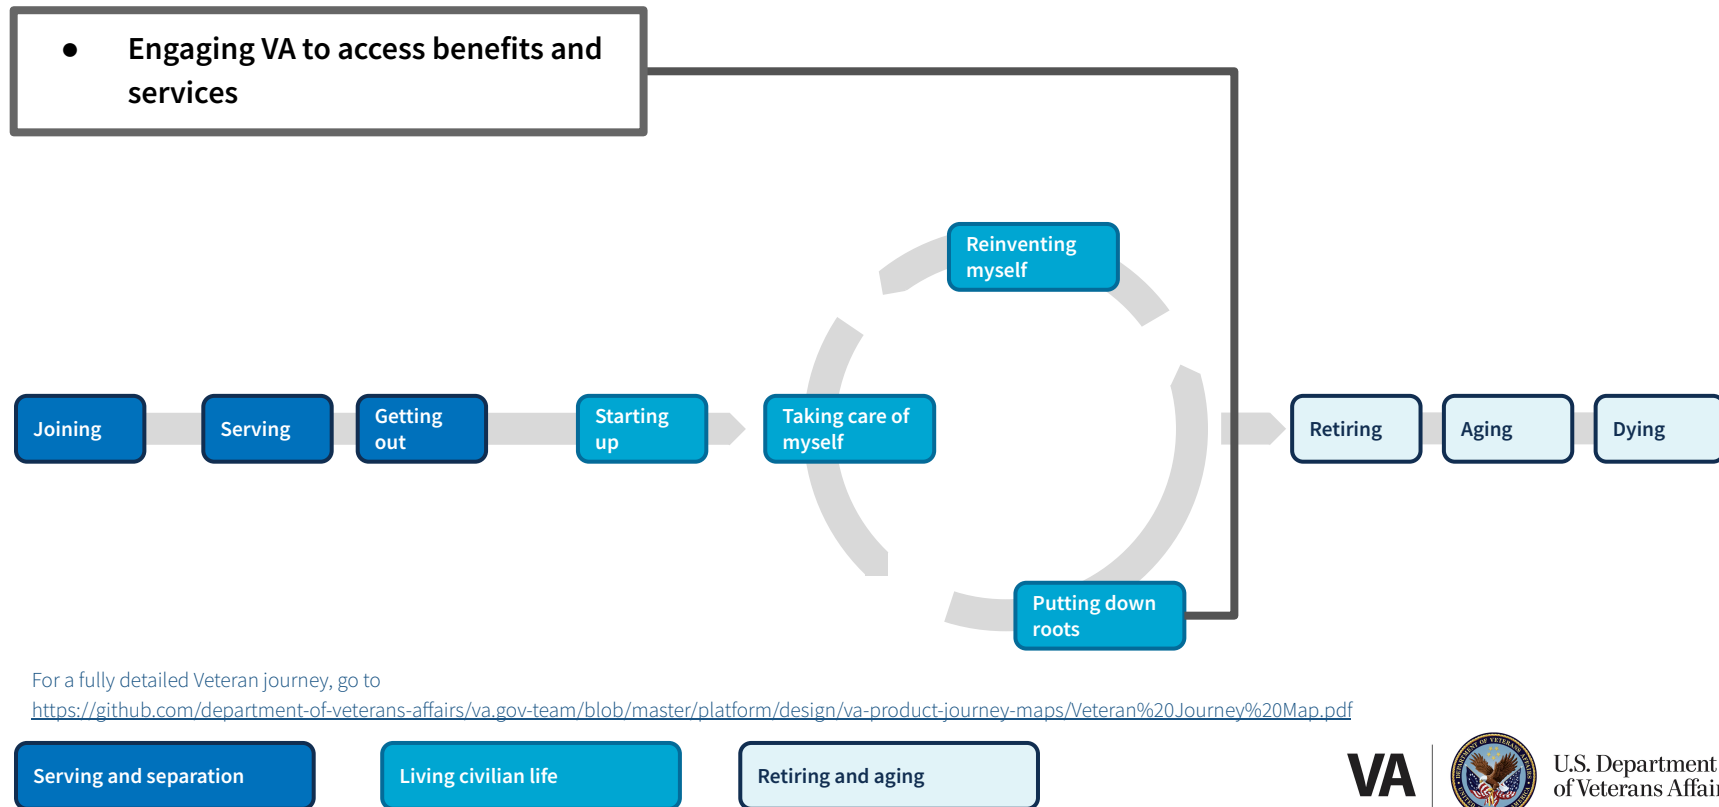 ● Engaging VA to access benefits and
services
Reinventing
myself
Joining
Serving
Getting
out
Starting
up
Taking care of
myself
Retiring
Aging
Dying
Putting down
roots
For a fully detailed Veteran journey, go to
https://github.com/department-of-veterans-affairs/va.gov-team/blob/master/platform/design/va-product-journey-maps/Veteran%20Journey%20Map.pdf
Serving and separation
Living civilian life
Retiring and aging
VA
U.S. Department
of Veterans Affair